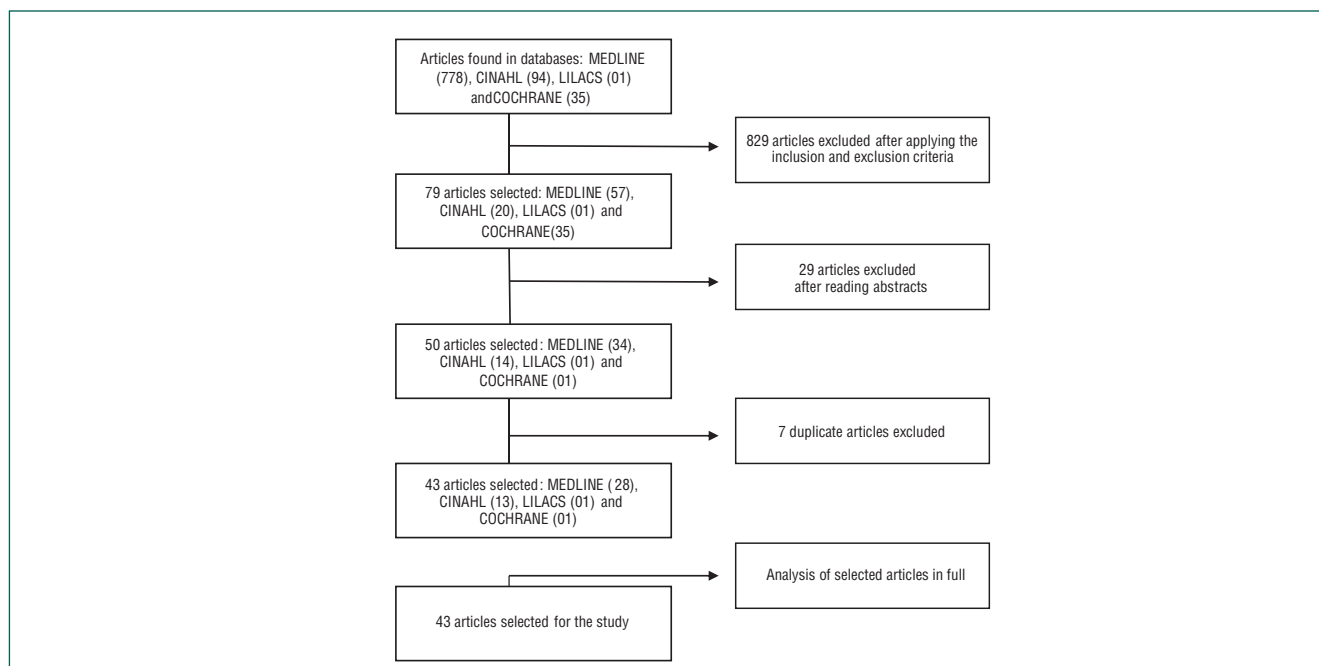 Articles found in databases: MEDLINE
(778), CINAHL (94), LILACS (01)
andCOCHRANE (35)
829 articles excluded after applying the
inclusion and exclusion criteria
79 articles selected: MEDLINE (57),
CINAHL (20), LILACS (01) and
COCHRANE(35)
29 articles excluded
after reading abstracts
50 articles selected: MEDLINE (34),
CINAHL (14), LILACS (01) and
COCHRANE (01)
7 duplicate articles excluded
43 articles selected: MEDLINE (28),
CINAHL (13), LILACS (01) and
COCHRANE (01)
Analysis of selected articles in full
43 articles selected for the study